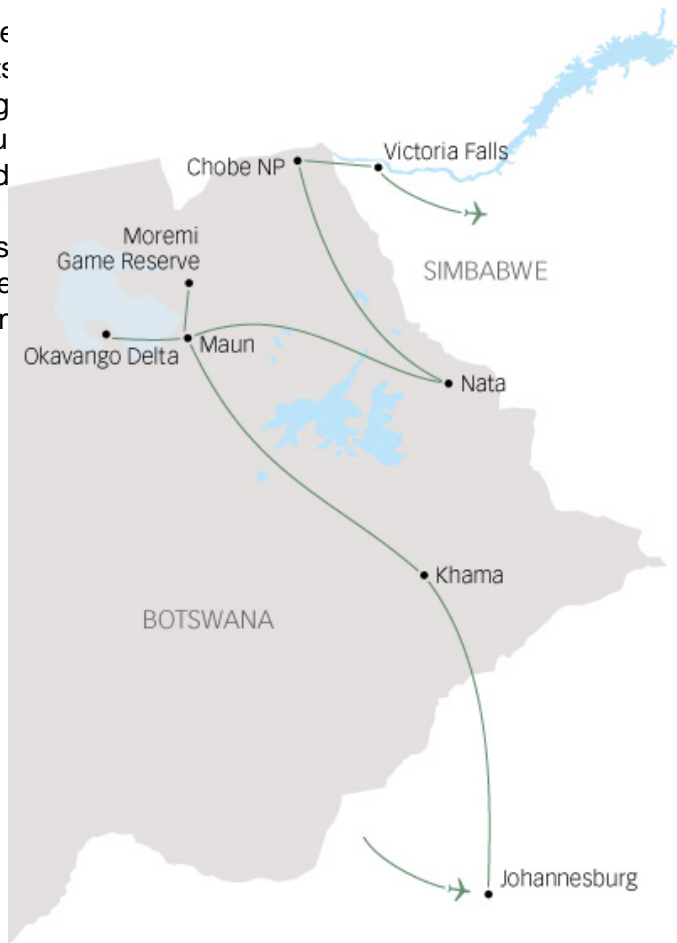 Chobe NP
Victoria Falls
Moremi
Game Reserve
SIMBABWE
Okavango Delta
Maun
Nata
Khama
BOTSWANA
Johannesburg